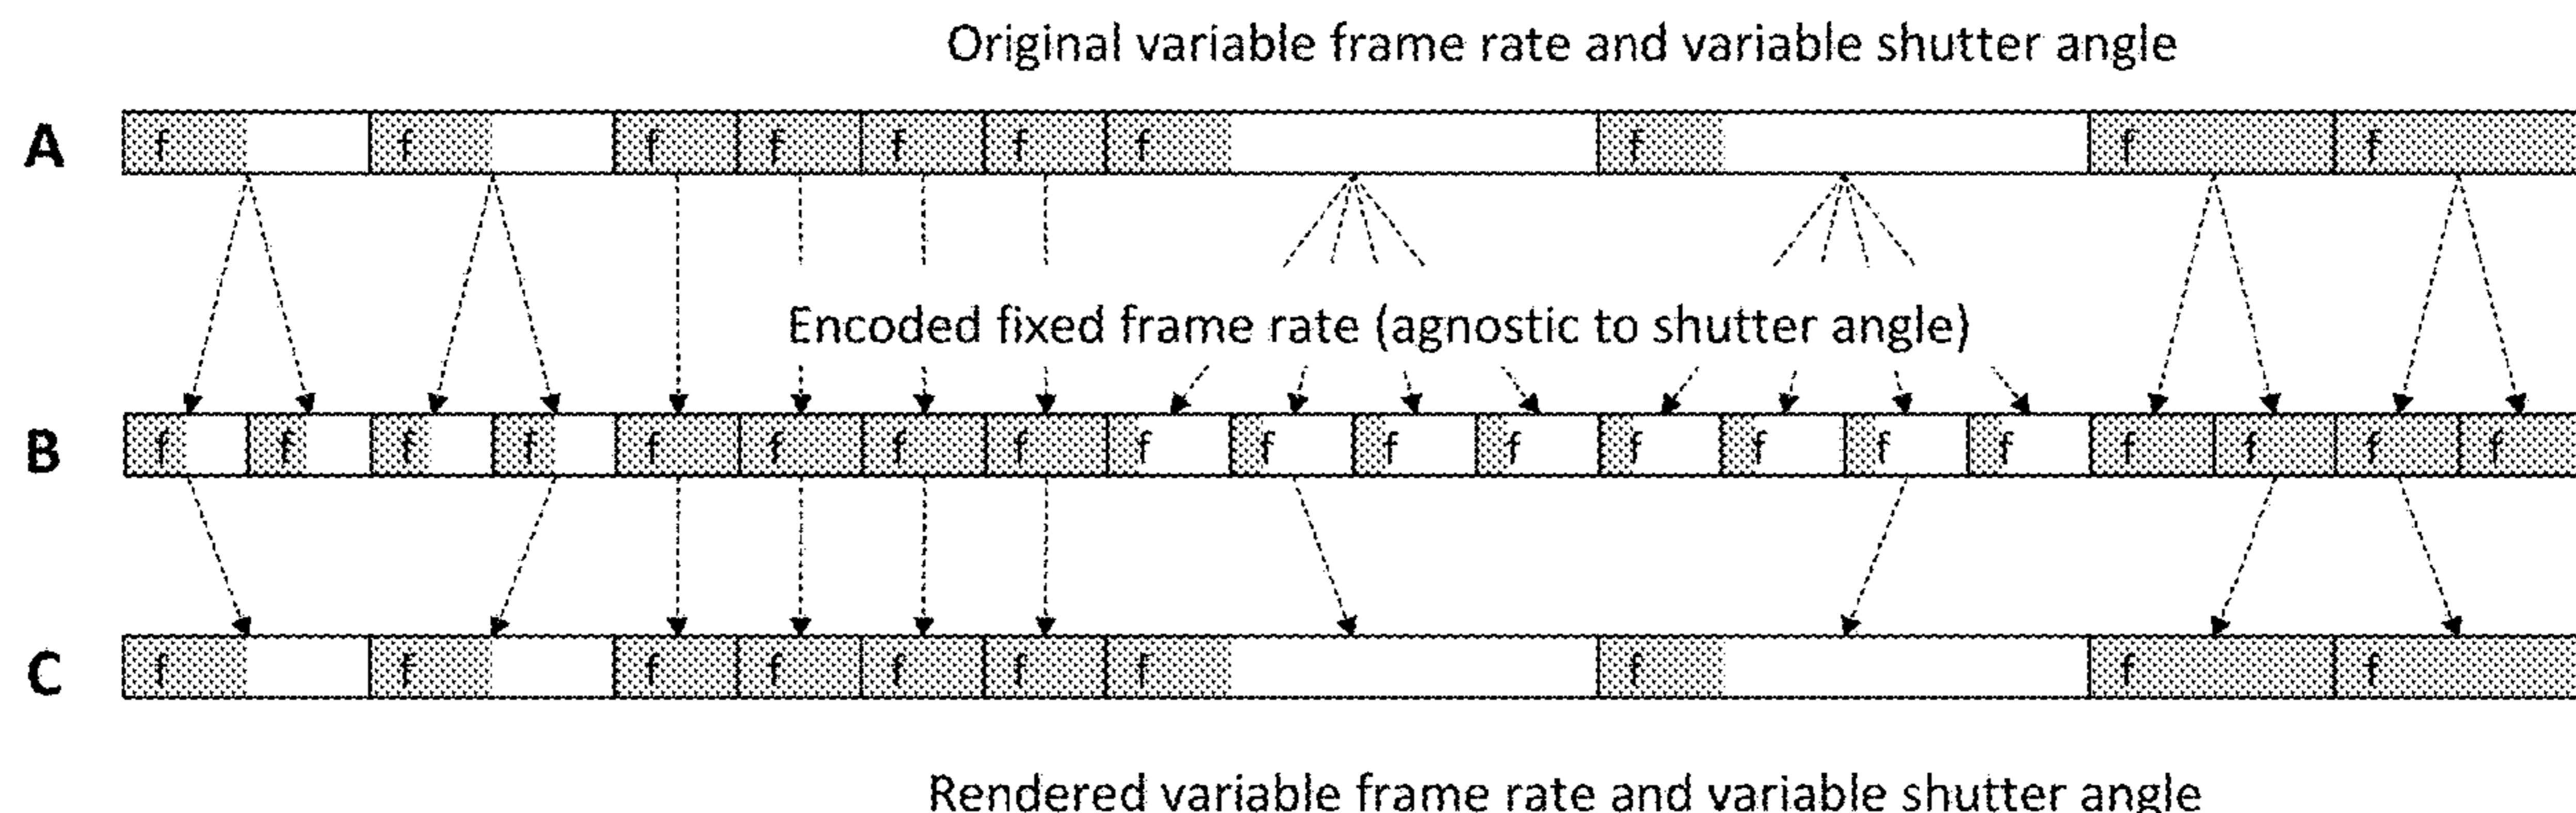 Original variable frame rate and variable shutter angle
A f f f f f f f f f f
Encoded fixed frame rate (agnostic to shutter angle)
B f f f f f f f f f f f f f f f f f f f f
C f f f f f f f f f f
Rendered variable frame rate and variable shutter angle